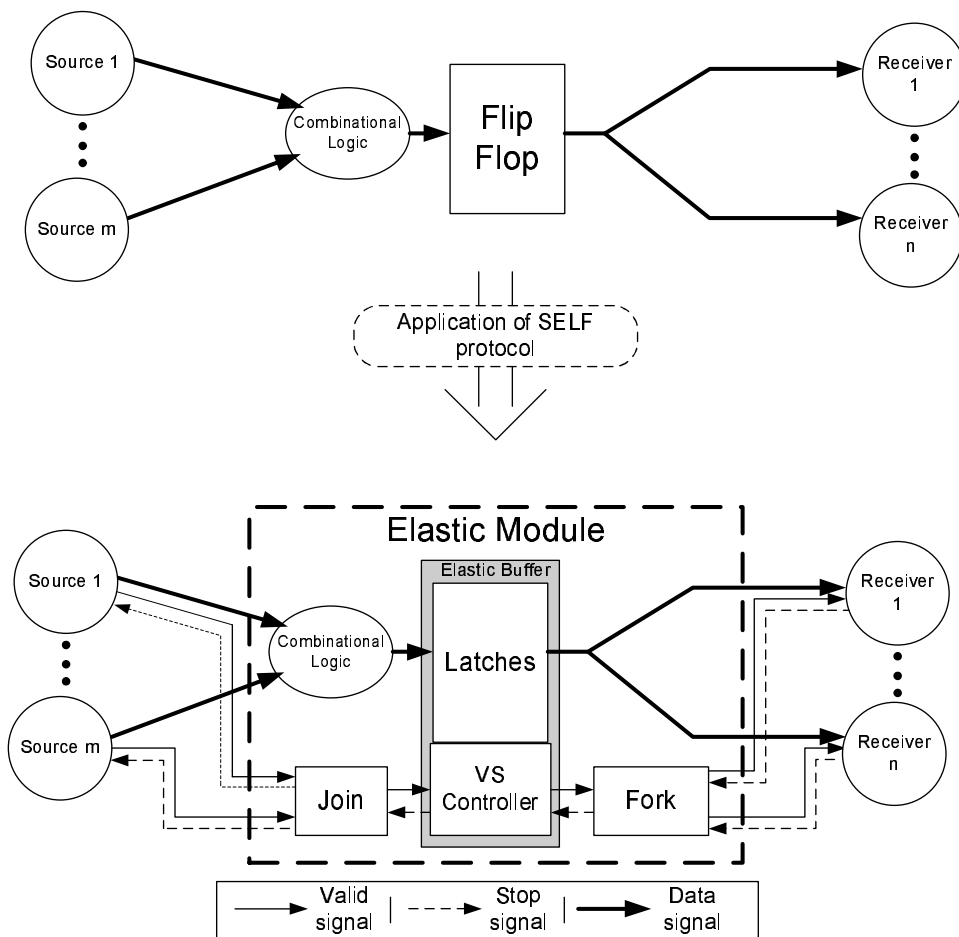 Source 1
Source m
Combinational
Logic
Flip
Flop
Receiver
1
Receiver
n
Application of SELF
protocol
Elastic Module
Elastic Buffer
Source 1
Source m
Combinational
Logic
Latches
VS
Controller
Join
Fork
Receiver
1
Receiver
n
Valid
signal
Stop
signal
Data
signal